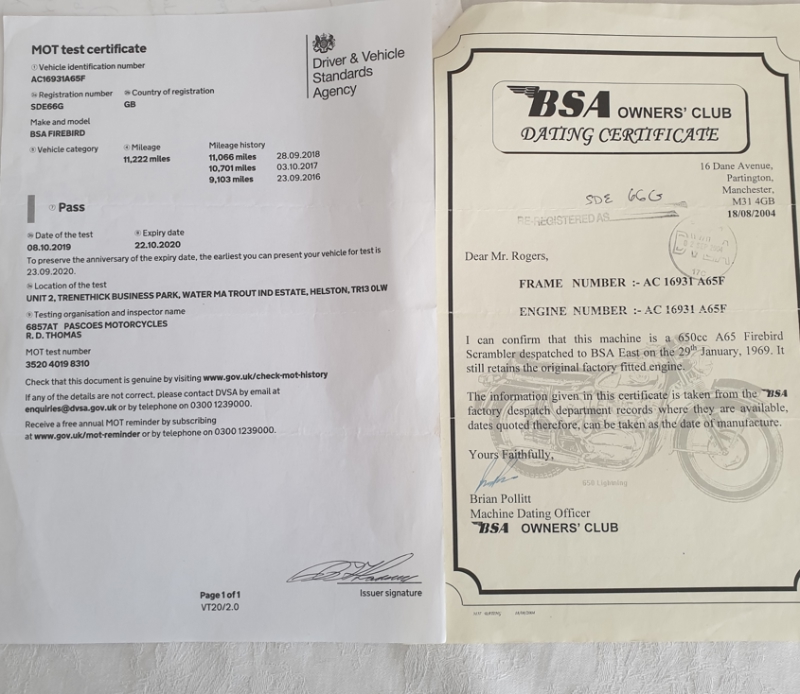 MOT test certificate
Driver & Vehicle
Standards
Agency
① Vehicle identification number
AC16931A65F
Registration number
Country of registration
SDE66G
GB
Make and model
BSA FIREBIRD
Vehicle category
Mileage
Mileage history
11,222 miles
11,066 miles 28.09.2018
10,701 miles 03.10.2017
9,103 miles 23.09.2016
Pass
Date of the test
Expiry date
08.10.2019
22.10.2020
To preserve the anniversary of the expiry date, the earliest you can present your vehicle for test is
23.09.2020.
Location of the test
UNIT 2, TRENETHICK BUSINESS PARK, WATER MA TROUT IND ESTATE, HELSTON, TR13 0LW
Testing organisation and inspector name
6857AT PASCOES MOTORCYCLES
R. D. THOMAS
MOT test number
3520 4019 8310
Check that this document is genuine by visiting www.gov.uk/check-mot-history
If any of the details are not correct, please contact DVSA by email at
enquiries@dvsa.gov.uk or by telephone on 0300 1239000.
Receive a free annual MOT reminder by subscribing
at www.gov.uk/mot-reminder or by telephone on 0300 1239000.
Issuer signature
Page 1 of 1
VT20/2.0
BSA OWNERS' CLUB
DATING CERTIFICATE
16 Dane Avenue,
Partington,
Manchester,
M31 4GB
18/08/2004
SDE 66G
RE-REGISTERED AS
Dear Mr. Rogers,
FRAME NUMBER :- AC 16931 A65F
ENGINE NUMBER :- AC 16931 A65F
I can confirm that this machine is a 650cc A65 Firebird
Scrambler despatched to BSA East on the 29th January, 1969. It
still retains the original factory fitted engine.
The information given in this certificate is taken from the BSA
factory despatch department records where they are available,
dates quoted therefore, can be taken as the date of manufacture.
Yours Faithfully,
650 Lightning
Brian Pollitt
Machine Dating Officer
BSA OWNERS' CLUB